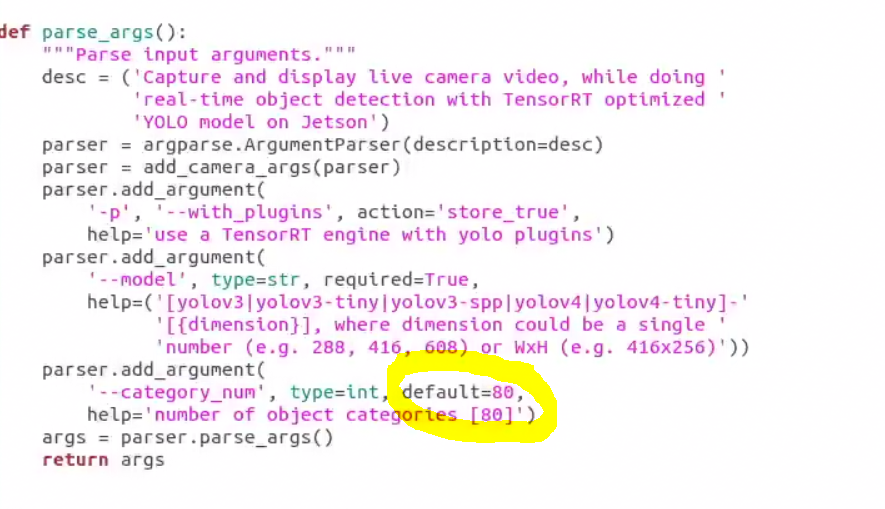 def parse_args():
    """Parse input arguments."""
    desc = ('Capture and display live camera video, while doing '
            'real-time object detection with TensorRT optimized '
            'YOLO model on Jetson')
    parser = argparse.ArgumentParser(description=desc)
    parser = add_camera_args(parser)
    parser.add_argument(
        '-p', '--with_plugins', action='store_true',
        help='use a TensorRT engine with yolo plugins')
    parser.add_argument(
        '--model', type=str, required=True,
        help=('[yolov3|yolov3-tiny|yolov3-spp|yolov4|yolov4-tiny]-'
              '[{dimension}], where dimension could be a single '
              'number (e.g. 288, 416, 608) or WxH (e.g. 416x256)'))
    parser.add_argument(
        '--category_num', type=int, default=80,
        help='number of object categories [80]')
    args = parser.parse_args()
    return args